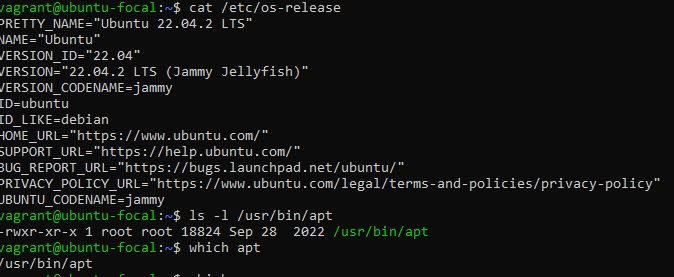 vagrant@ubuntu-focal:~$ cat /etc/os-release
PRETTY_NAME="Ubuntu 22.04.2 LTS"
NAME="Ubuntu"
VERSION_ID="22.04"
VERSION="22.04.2 LTS (Jammy Jellyfish)"
VERSION_CODENAME=jammy
ID=ubuntu
ID_LIKE=debian
HOME_URL="https://www.ubuntu.com/"
SUPPORT_URL="https://help.ubuntu.com/"
BUG_REPORT_URL="https://bugs.launchpad.net/ubuntu/"
PRIVACY_POLICY_URL="https://www.ubuntu.com/legal/terms-and-policies/privacy-policy"
UBUNTU_CODENAME=jammy
vagrant@ubuntu-focal:~$ ls -l /usr/bin/apt
-rwxr-xr-x 1 root root 18824 Sep 28  2022 /usr/bin/apt
vagrant@ubuntu-focal:~$ which apt
/usr/bin/apt